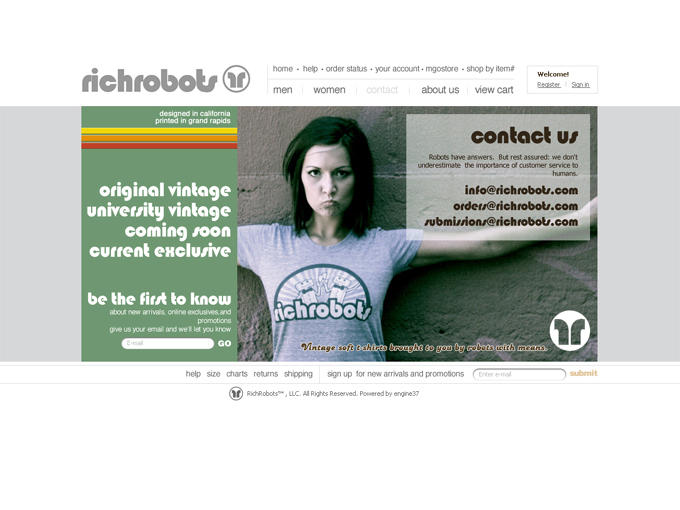 richrobots
home • help • order status • your account • mgostore • shop by item#
men women contact about us view cart
Welcome!
Register | Sign in
designed in california
printed in grand rapids
original vintage
university vintage
coming soon
current exclusive
be the first to know
about new arrivals, online exclusives,and
promotions
give us your email and we'll let you know
E-mail GO
contact us
Robots have answers. But rest assured: we don't
underestimate the importance of customer service to
humans.
info@richrobots.com
orders@richrobots.com
submissions@richrobots.com
richrobots
Vintage soft t-shirts brought to you by robots with means.
help size charts returns shipping
sign up for new arrivals and promotions Enter e-mail submit
RichRobots™ , LLC. All Rights Reserved. Powered by engine37